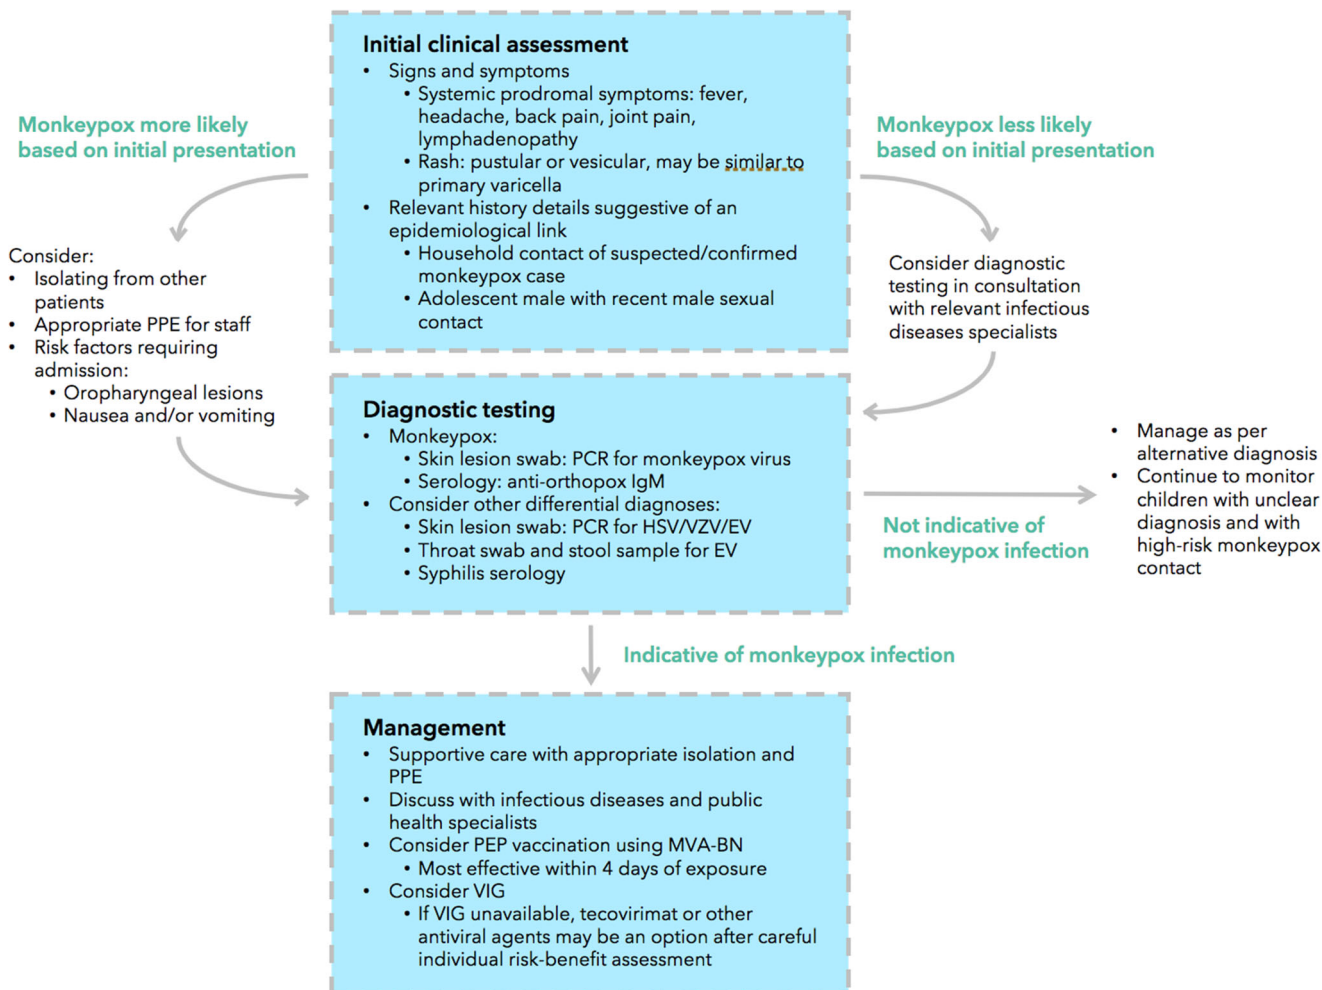 Initial clinical assessment
• Signs and symptoms
• Systemic prodromal symptoms: fever,
headache, back pain, joint pain,
lymphadenopathy
• Rash: pustular or vesicular, may be similar to
primary varicella
• Relevant history details suggestive of an
epidemiological link
• Household contact of suspected/confirmed
monkeypox case
• Adolescent male with recent male sexual
contact
Monkeypox more likely
based on initial presentation
Consider:
• Isolating from other
patients
• Appropriate PPE for staff
• Risk factors requiring
admission:
• Oropharyngeal lesions
• Nausea and/or vomiting
Monkeypox less likely
based on initial presentation
Consider diagnostic
testing in consultation
with relevant infectious
diseases specialists
Diagnostic testing
• Monkeypox:
• Skin lesion swab: PCR for monkeypox virus
• Serology: anti-orthopox IgM
• Consider other differential diagnoses:
• Skin lesion swab: PCR for HSV/VZV/EV
• Throat swab and stool sample for EV
• Syphilis serology
Not indicative of
monkeypox infection
• Manage as per
alternative diagnosis
• Continue to monitor
children with unclear
diagnosis and with
high-risk monkeypox
contact
Indicative of monkeypox infection
Management
• Supportive care with appropriate isolation and
PPE
• Discuss with infectious diseases and public
health specialists
• Consider PEP vaccination using MVA-BN
• Most effective within 4 days of exposure
• Consider VIG
• If VIG unavailable, tecovirimat or other
antiviral agents may be an option after careful
individual risk-benefit assessment